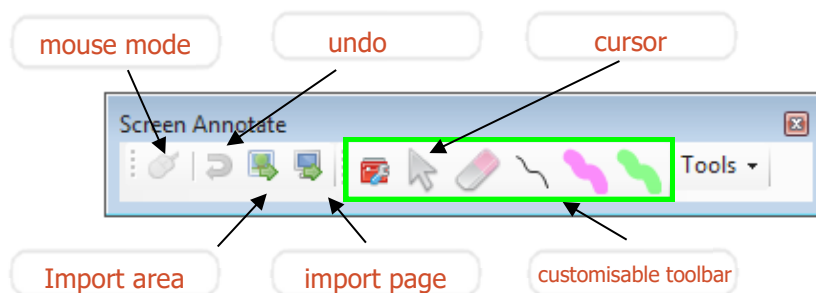 mouse mode
undo
cursor
Screen Annotate
Tools
Import area
import page
customisable toolbar